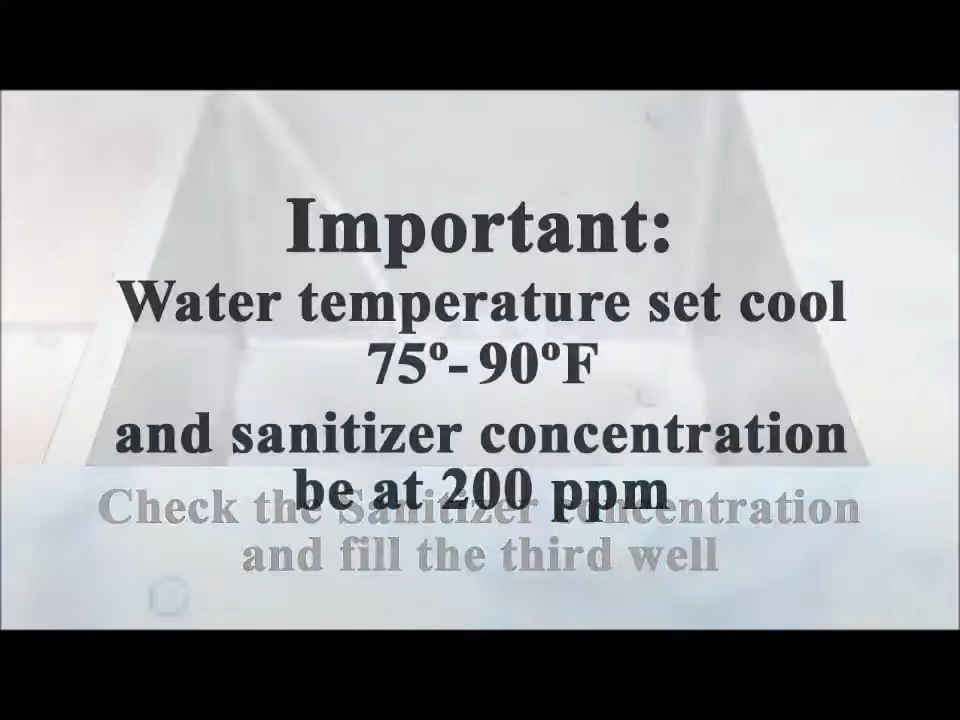 Important:
Water temperature set cool
75º- 90ºF
and sanitizer concentration
be at 200 ppm
Check the Sanitizer concentration
and fill the third well